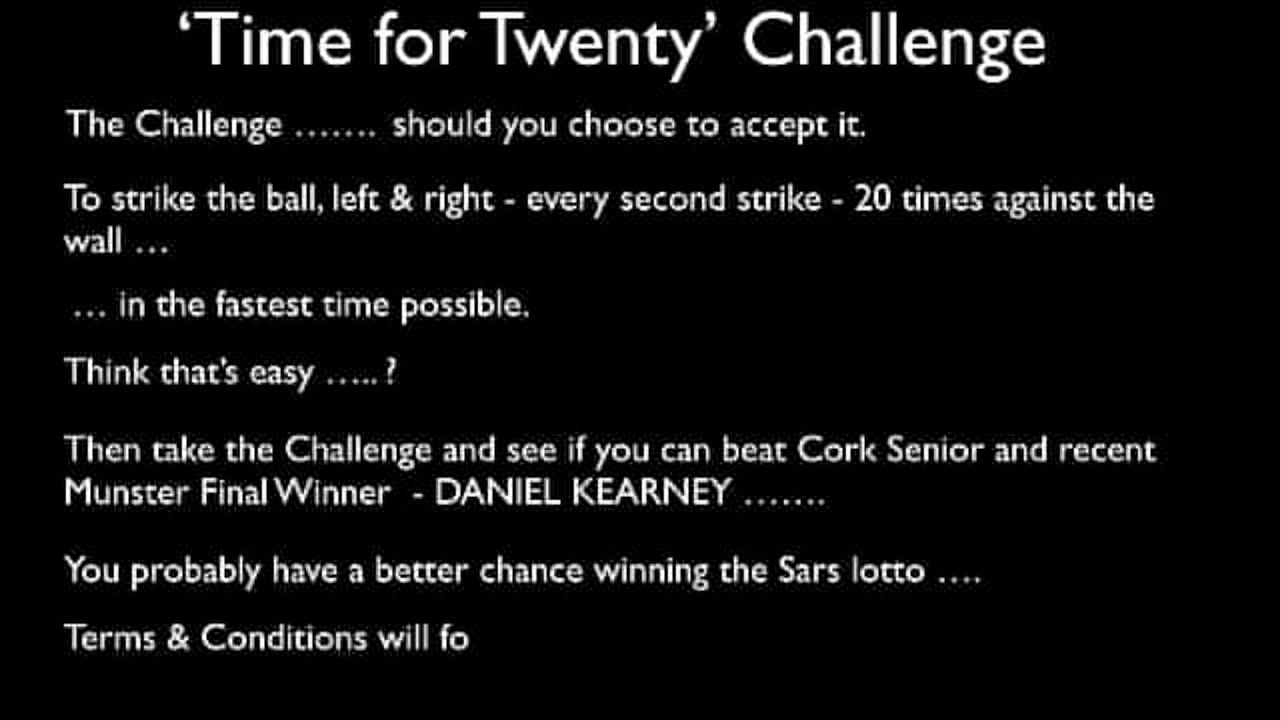 ‘Time for Twenty’ Challenge
The Challenge ....... should you choose to accept it.
To strike the ball, left & right - every second strike - 20 times against the
wall ...
... in the fastest time possible.
Think that’s easy ..... ?
Then take the Challenge and see if you can beat Cork Senior and recent
Munster Final Winner - DANIEL KEARNEY .......
You probably have a better chance winning the Sars lotto ....
Terms & Conditions will fo